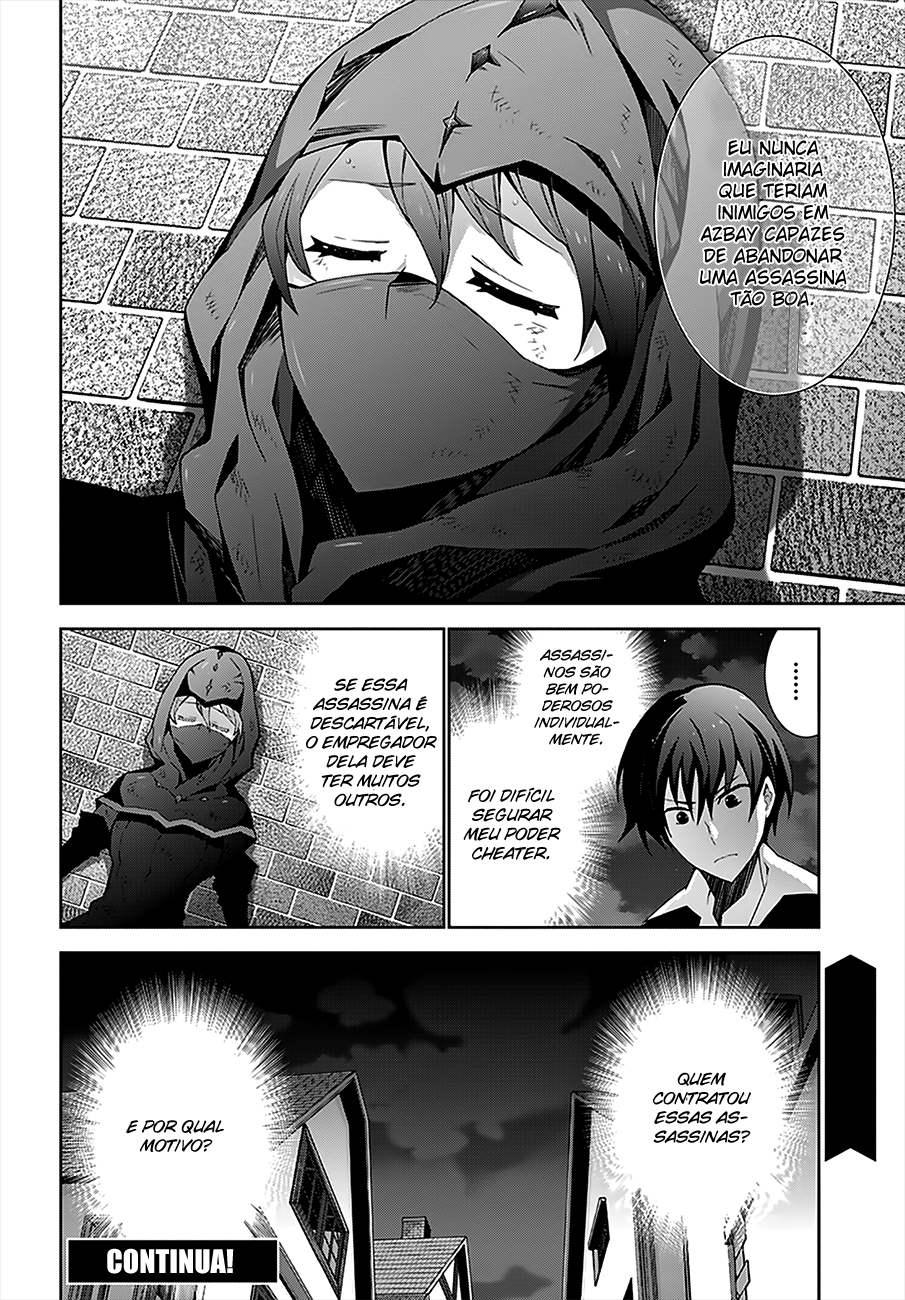 EU NUNCA
IMAGINARIA
QUE TERIAM
INIMIGOS EM
AZBAY CAPAZES
DE ABANDONAR
UMA ASSASSINA
TÃO BOA.
ASSASSI-
NOS SÃO
BEM PO-
DEROSOS
INDIVIDUAL-
MENTE.
FOI DIFÍCIL
SEGURAR
MEU PODER
CHEATER.
SE ESSA
ASSASSINA É
DESCARTÁVEL,
O EMPREGADOR
DELA DEVE
TER MUITOS
OUTROS.
QUEM
CONTRATOU
ESSAS AS-
SASSINAS?
E POR QUAL
MOTIVO?
CONTINUA!